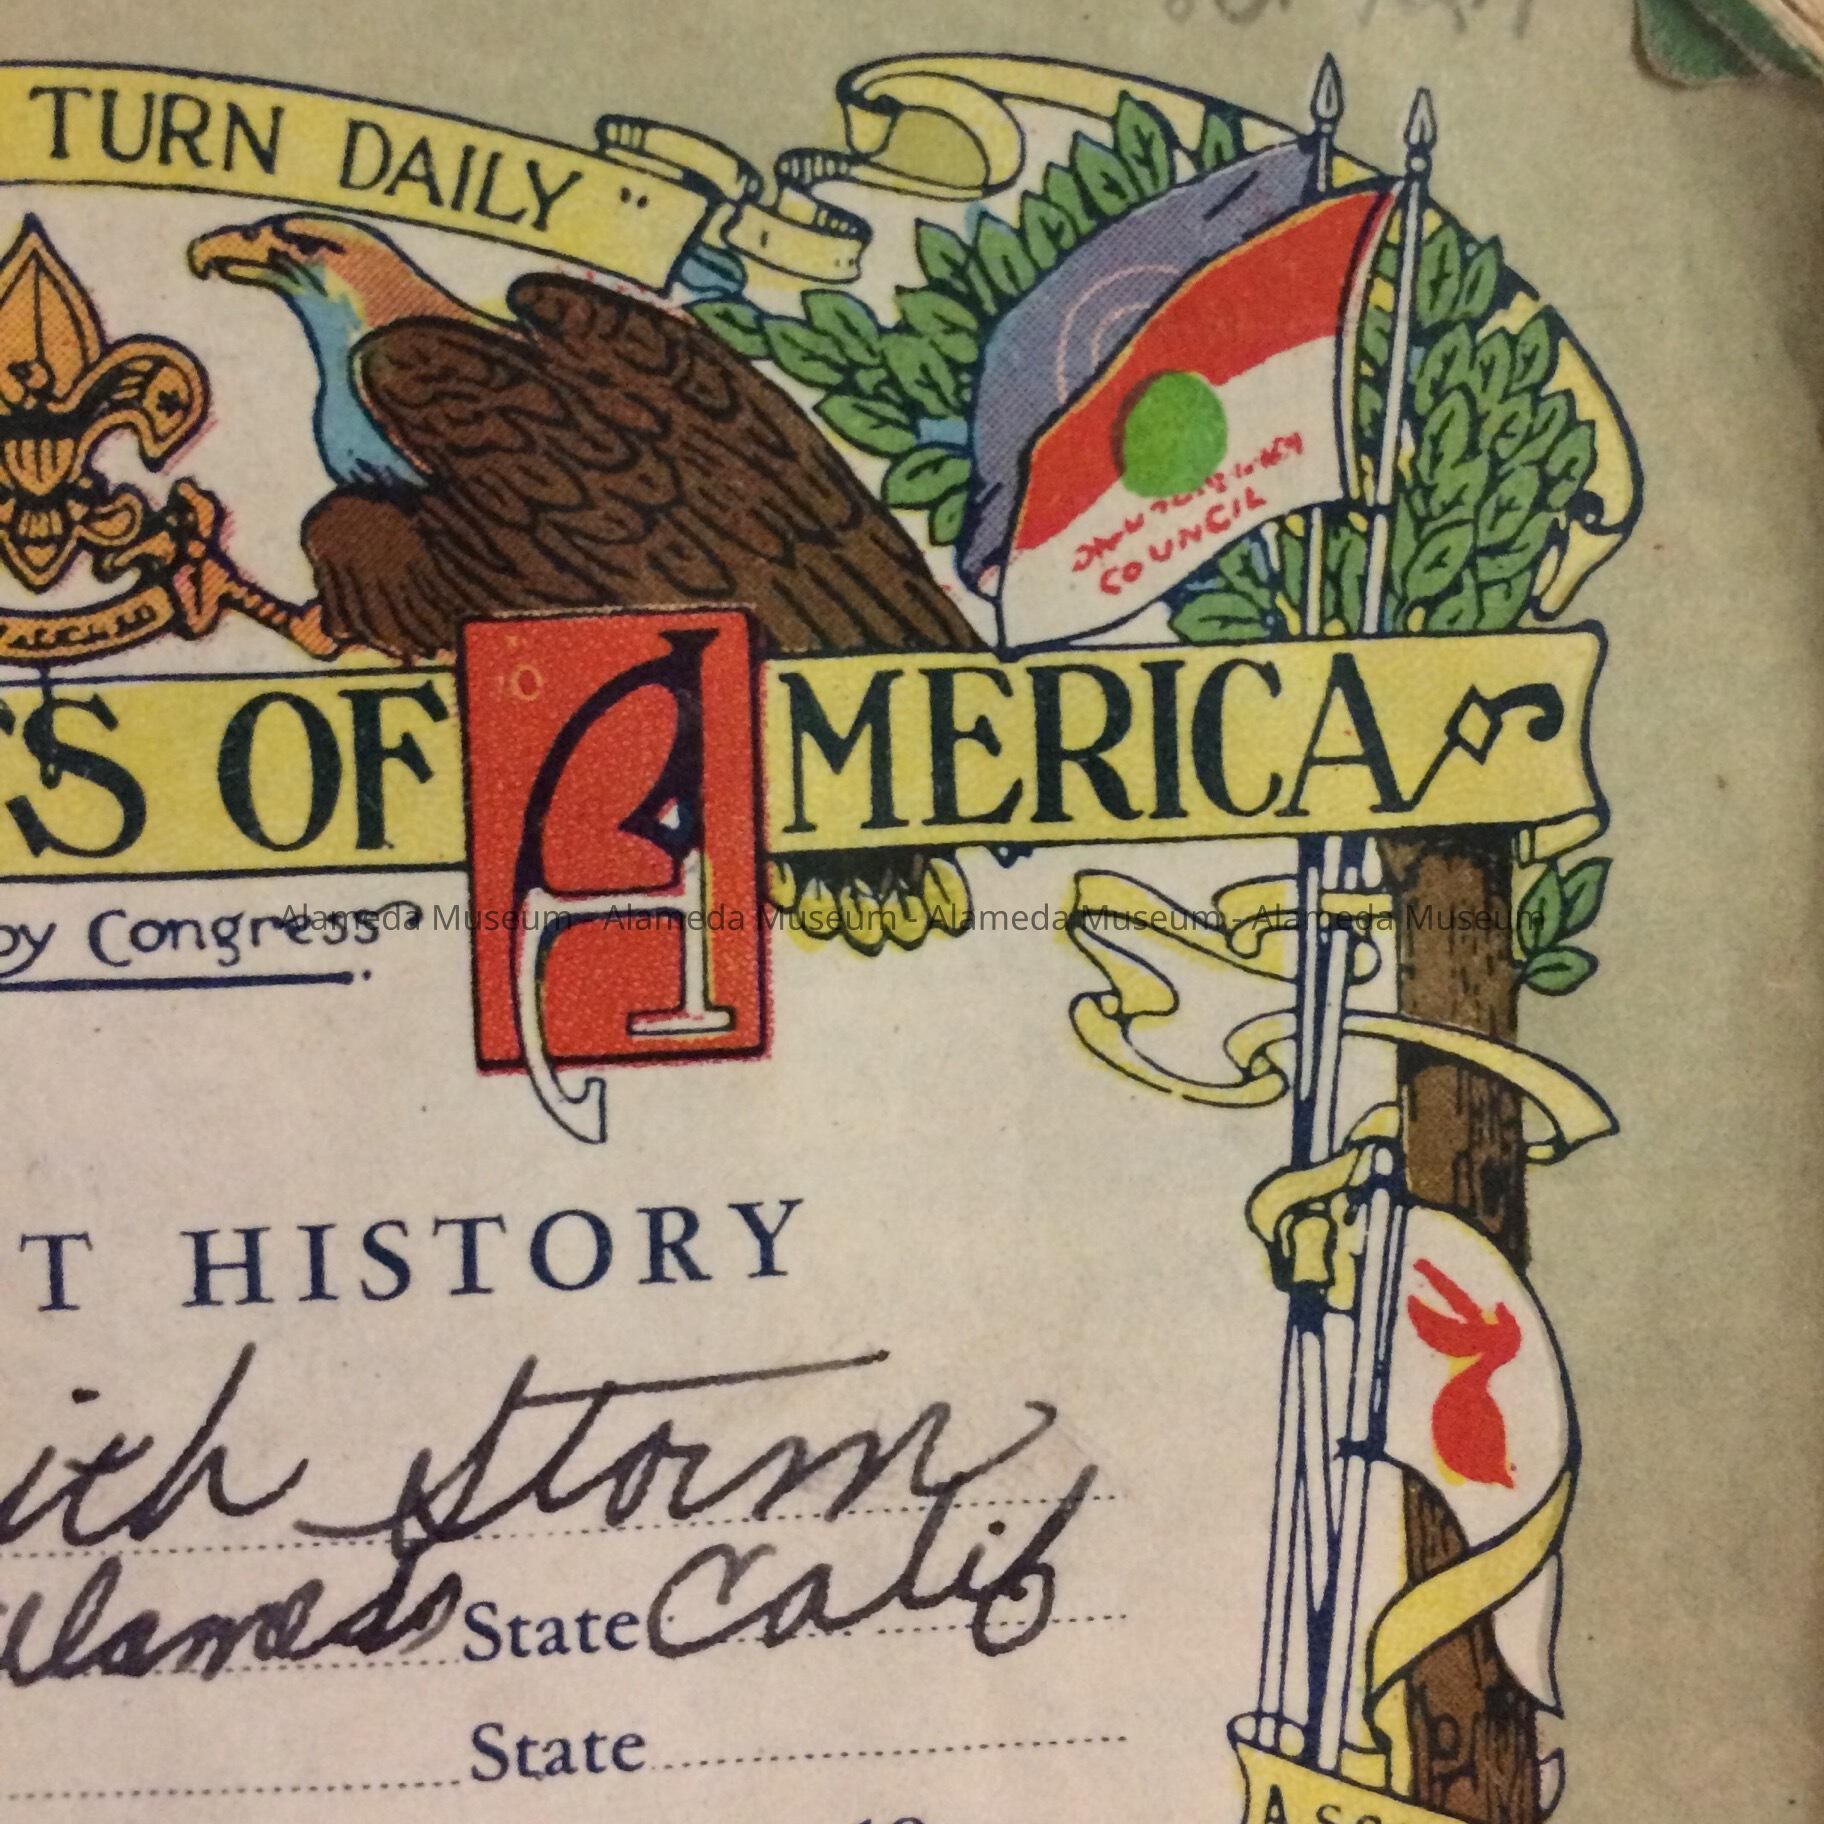 TURN DAILY"
COUNCIL
S OF AMERICA
by Congress
Alameda Museum - Alameda Museum - Alameda Museum - Alameda Museum
T HISTORY
ith Storm
Alameda State Calif
State